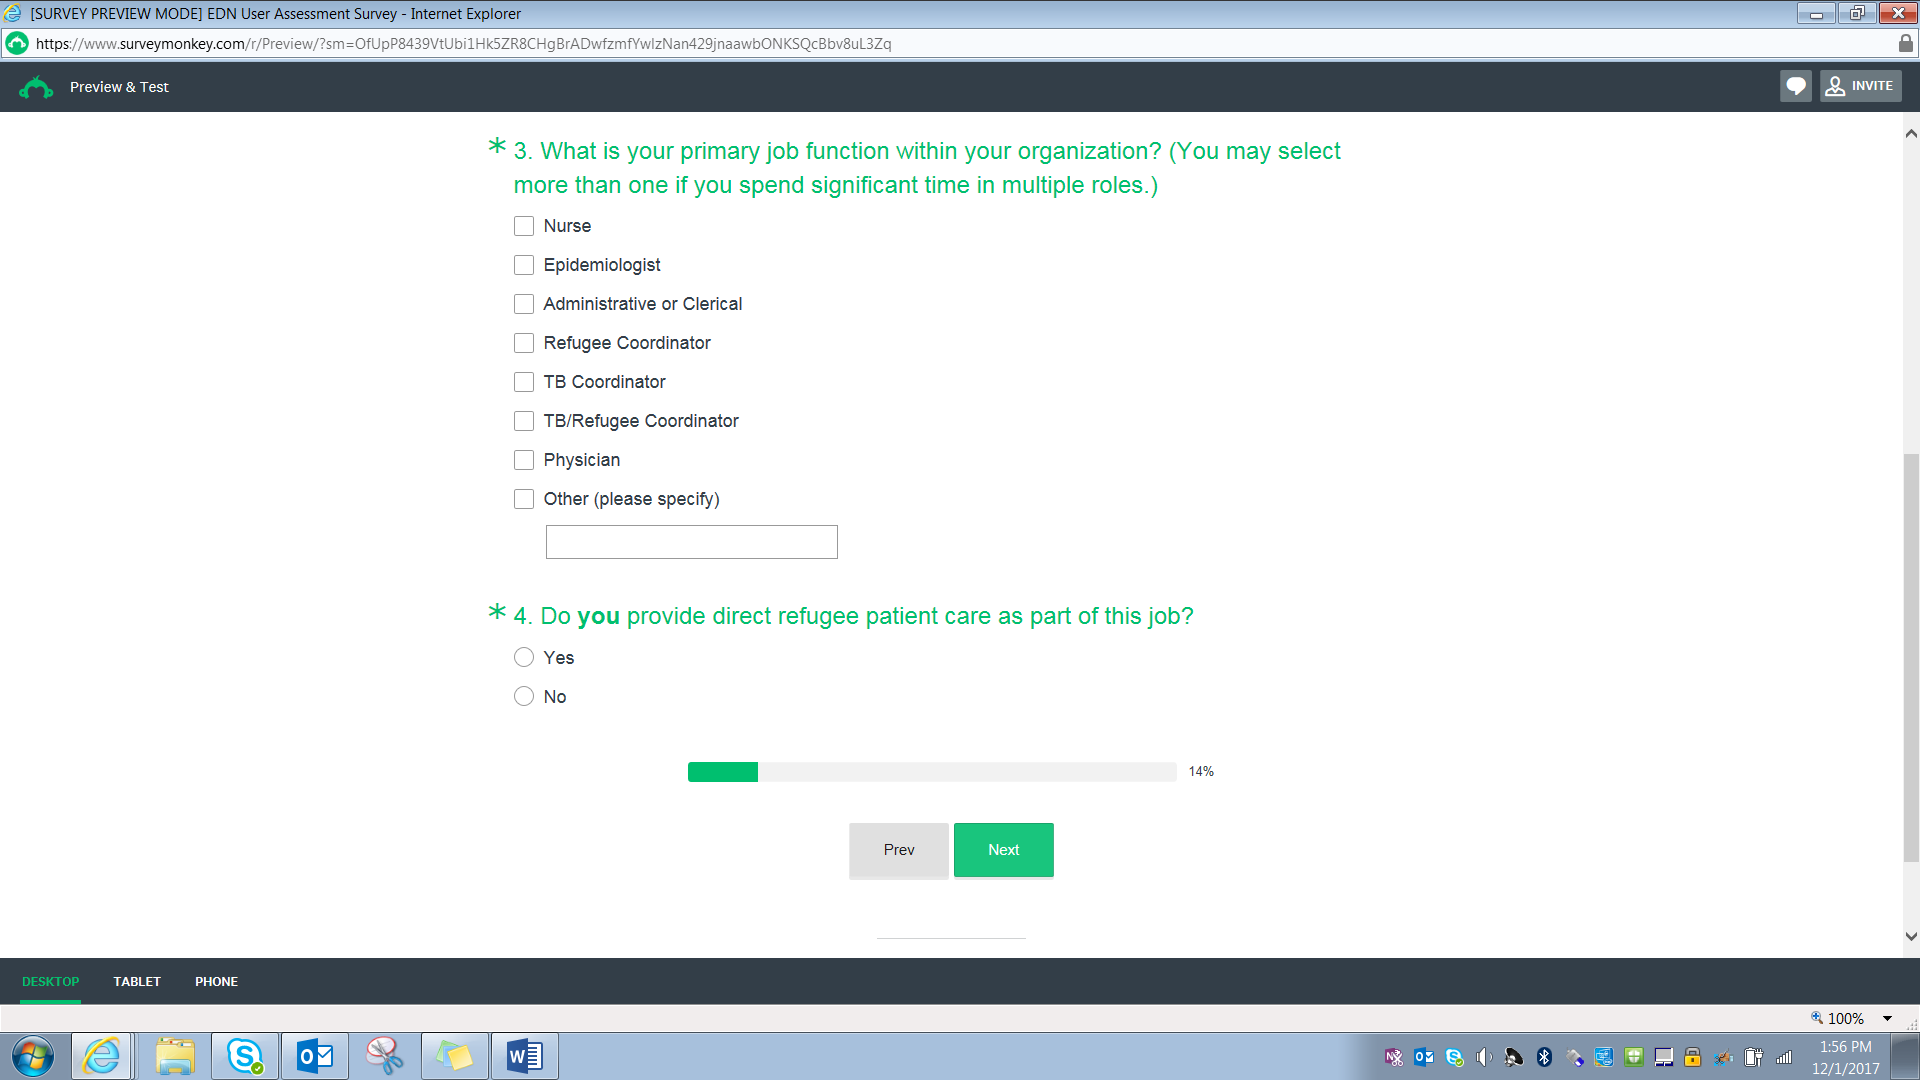 [SURVEY PREVIEW MODE] EDN User Assessment Survey - Internet Explorer
https://www.surveymonkey.com/r/Preview/?sm=OfUpP8439VtUbi1Hk5ZR8CHgBrADwfzmfYwlzNan429jnaawbONKSQcBbv8uL3Zq
Preview & Test
INVITE
* 3. What is your primary job function within your organization? (You may select
more than one if you spend significant time in multiple roles.)
Nurse
Epidemiologist
Administrative or Clerical
Refugee Coordinator
TB Coordinator
TB/Refugee Coordinator
Physician
Other (please specify)
* 4. Do you provide direct refugee patient care as part of this job?
Yes
No
14%
Prev Next
DESKTOP TABLET PHONE
100%
1:56 PM
12/1/2017